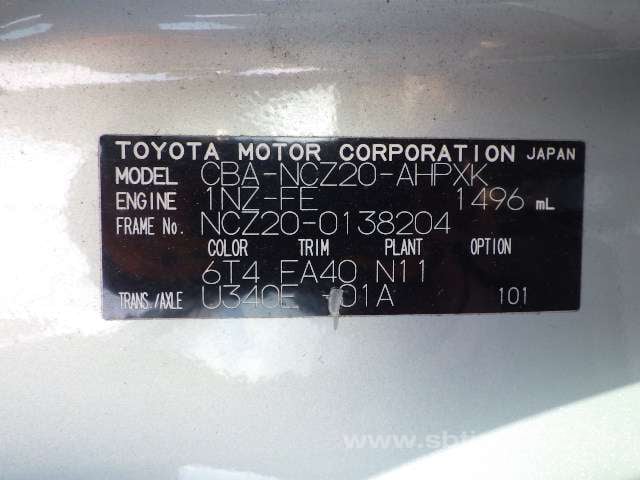 TOYOTA MOTOR CORPORATION JAPAN
MODEL CBA-NCZ20-AHPXK
ENGINE 1NZ-FE 1496 mL
FRAME No. NCZ20-0138204
COLOR TRIM PLANT OPTION
6T4 FA40 N11
TRANS./AXLE U340E -01A 101